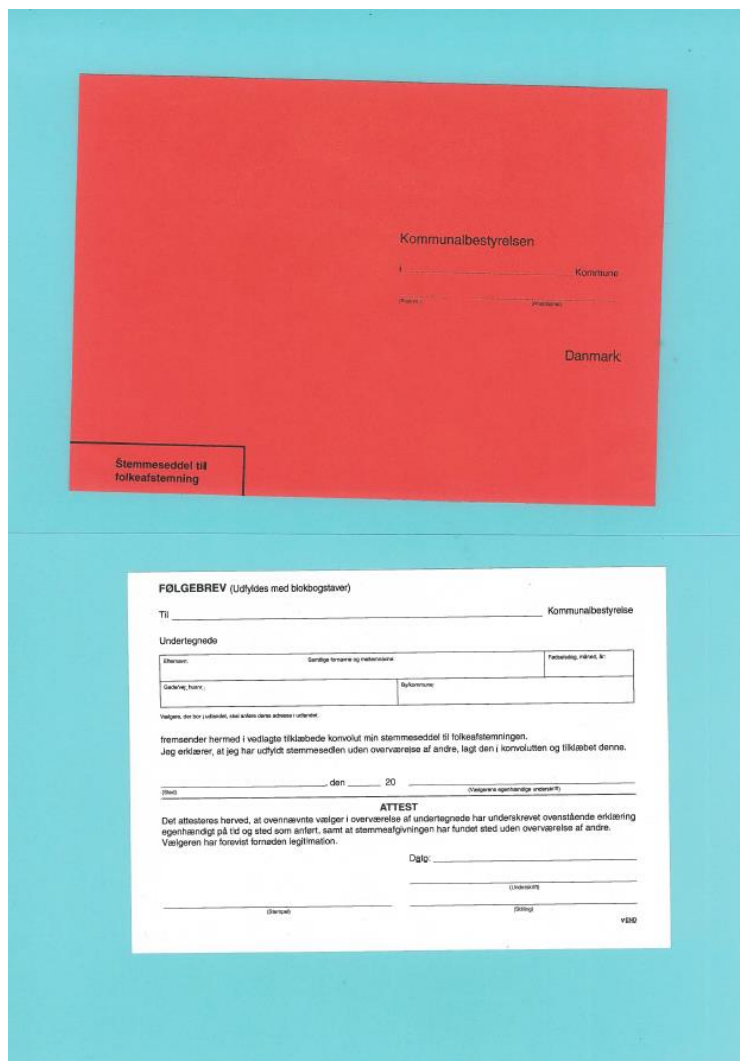 Kommunalbestyrelsen
i Kommune
(Postnr.)
Danmark
Stemmeseddel til
folkeafstemning
FØLGEBREV (Udfyldes med blokbogstaver)
Til Kommunalbestyrelse
Undertegnede
Efternavn: Samtlige fornavne og mellemnavne: Fødselsdag, måned, år:
Gade/vej, husnr.: By/kommune:
Vælgere, der bor i udlandet, skal anføre deres adresse i udlandet.
fremsender hermed i vedlagte tilklæbede konvolut min stemmeseddel til folkeafstemningen.
Jeg erklærer, at jeg har udfyldt stemmesedlen uden overværelse af andre, lagt den i konvolutten og tilklæbet denne.
, den 20
(Sted) (Vælgerens egenhændige underskrift)
ATTEST
Det attesteres herved, at ovennævnte vælger i overværelse af undertegnede har underskrevet ovenstående erklæring
egenhændigt på tid og sted som anført, samt at stemmeafgivningen har fundet sted uden overværelse af andre.
Vælgeren har forevist fornøden legitimation.
Dato:
(Underskrift)
(Stempel) (Stilling)
VEND